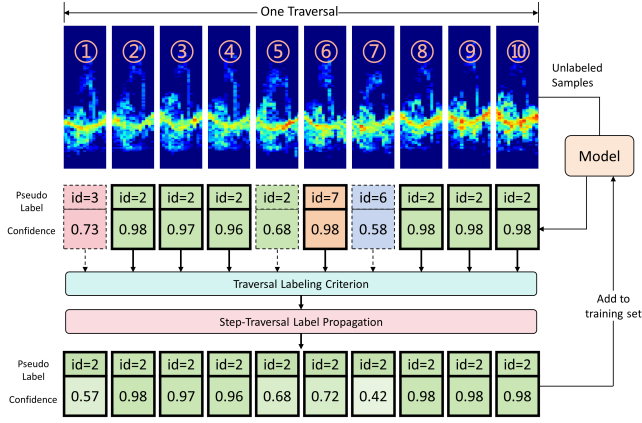 One Traversal
① ② ③ ④ ⑤ ⑥ ⑦ ⑧ ⑨ ⑩
Unlabeled
Samples
Model
Pseudo
Label
id=3 id=2 id=2 id=2 id=2 id=7 id=6 id=2 id=2 id=2
Confidence
0.73 0.98 0.97 0.96 0.68 0.98 0.58 0.98 0.98 0.98
Traversal Labeling Criterion
Add to
training set
Step-Traversal Label Propagation
Pseudo
Label
id=2 id=2 id=2 id=2 id=2 id=2 id=2 id=2 id=2 id=2
Confidence
0.57 0.98 0.97 0.96 0.68 0.72 0.42 0.98 0.98 0.98